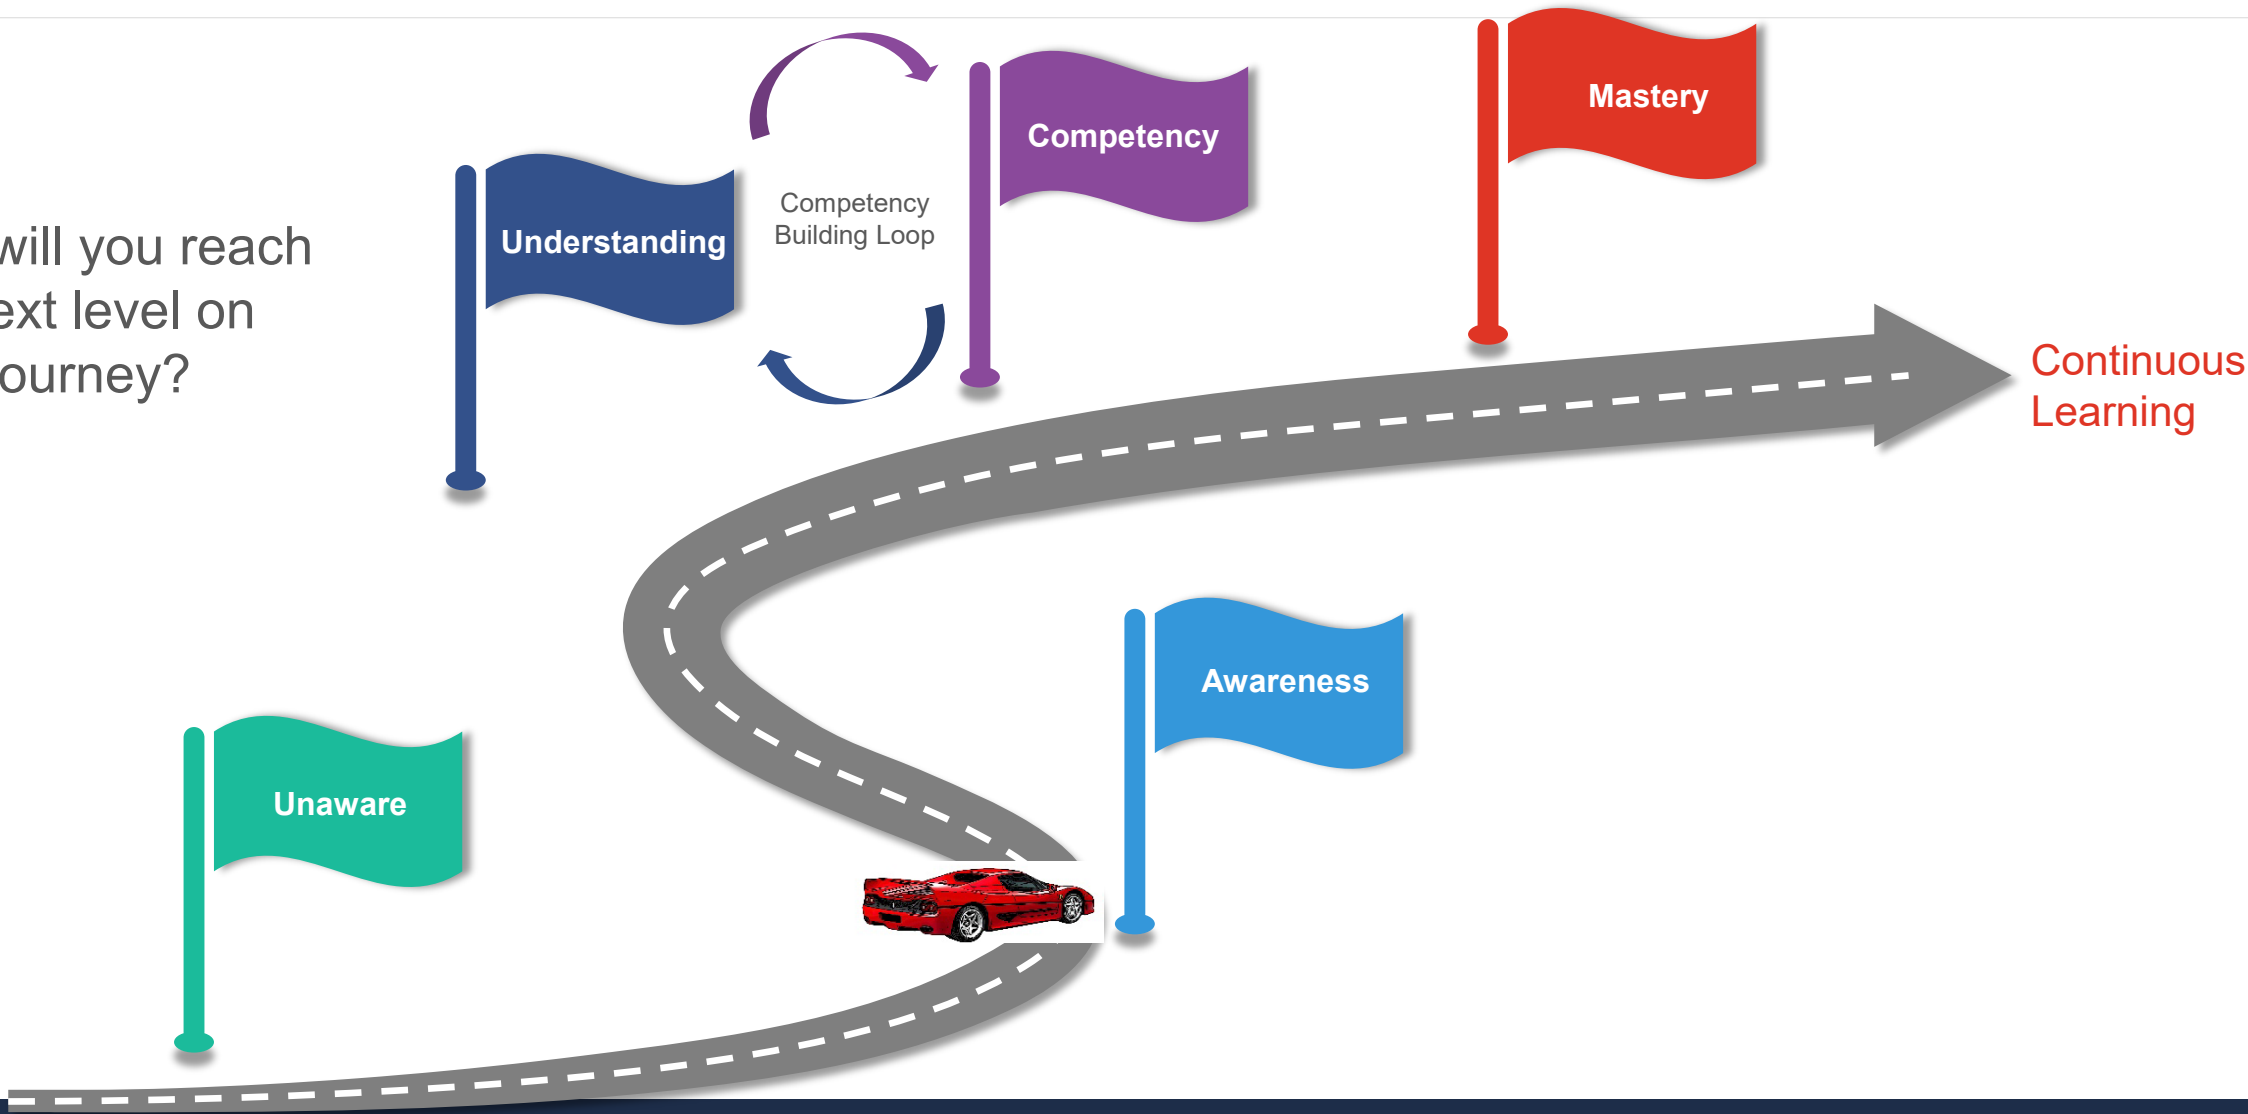 will you reach
ext level on
ourney?
Understanding
Competency
Building Loop
Competency
Mastery
Continuous
Learning
Awareness
Unaware